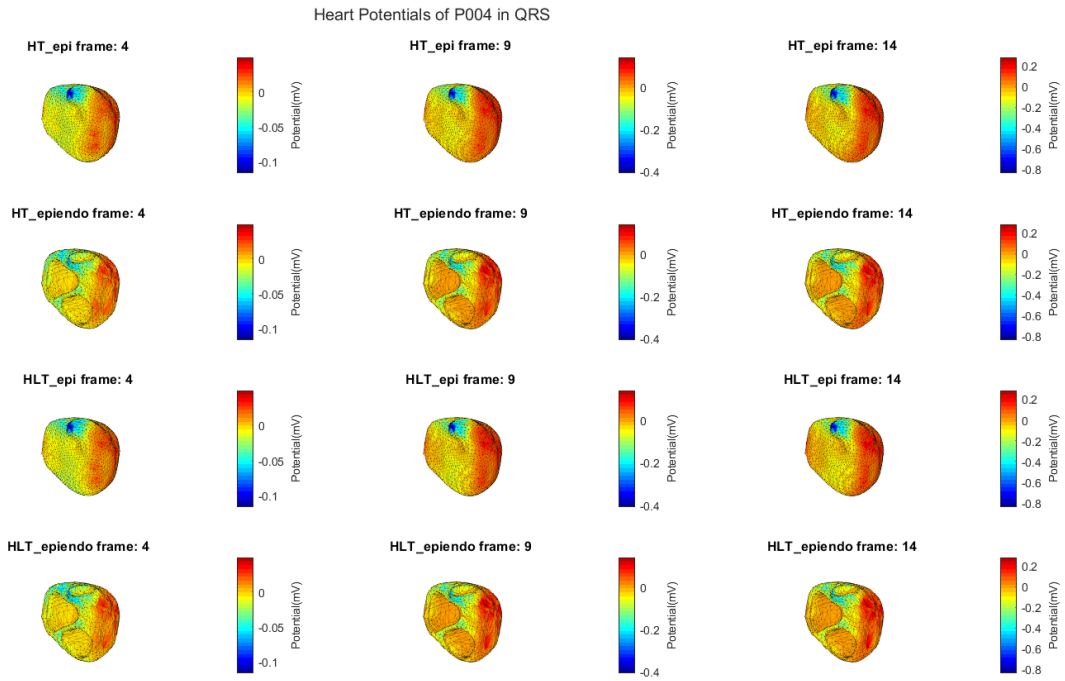 Heart Potentials of P004 in QRS
HT_epi frame: 4
0
-0.05
-0.1
Potential(mV)
HT_epi frame: 9
0
-0.2
-0.4
Potential(mV)
HT_epi frame: 14
0.2
0
-0.2
-0.4
-0.6
-0.8
Potential(mV)
HT_epiendo frame: 4
0
-0.05
-0.1
Potential(mV)
HT_epiendo frame: 9
0
-0.2
-0.4
Potential(mV)
HT_epiendo frame: 14
0.2
0
-0.2
-0.4
-0.6
-0.8
Potential(mV)
HLT_epi frame: 4
0
-0.05
-0.1
Potential(mV)
HLT_epi frame: 9
0
-0.2
-0.4
Potential(mV)
HLT_epi frame: 14
0.2
0
-0.2
-0.4
-0.6
-0.8
Potential(mV)
HLT_epiendo frame: 4
0
-0.05
-0.1
Potential(mV)
HLT_epiendo frame: 9
0
-0.2
-0.4
Potential(mV)
HLT_epiendo frame: 14
0.2
0
-0.2
-0.4
-0.6
-0.8
Potential(mV)